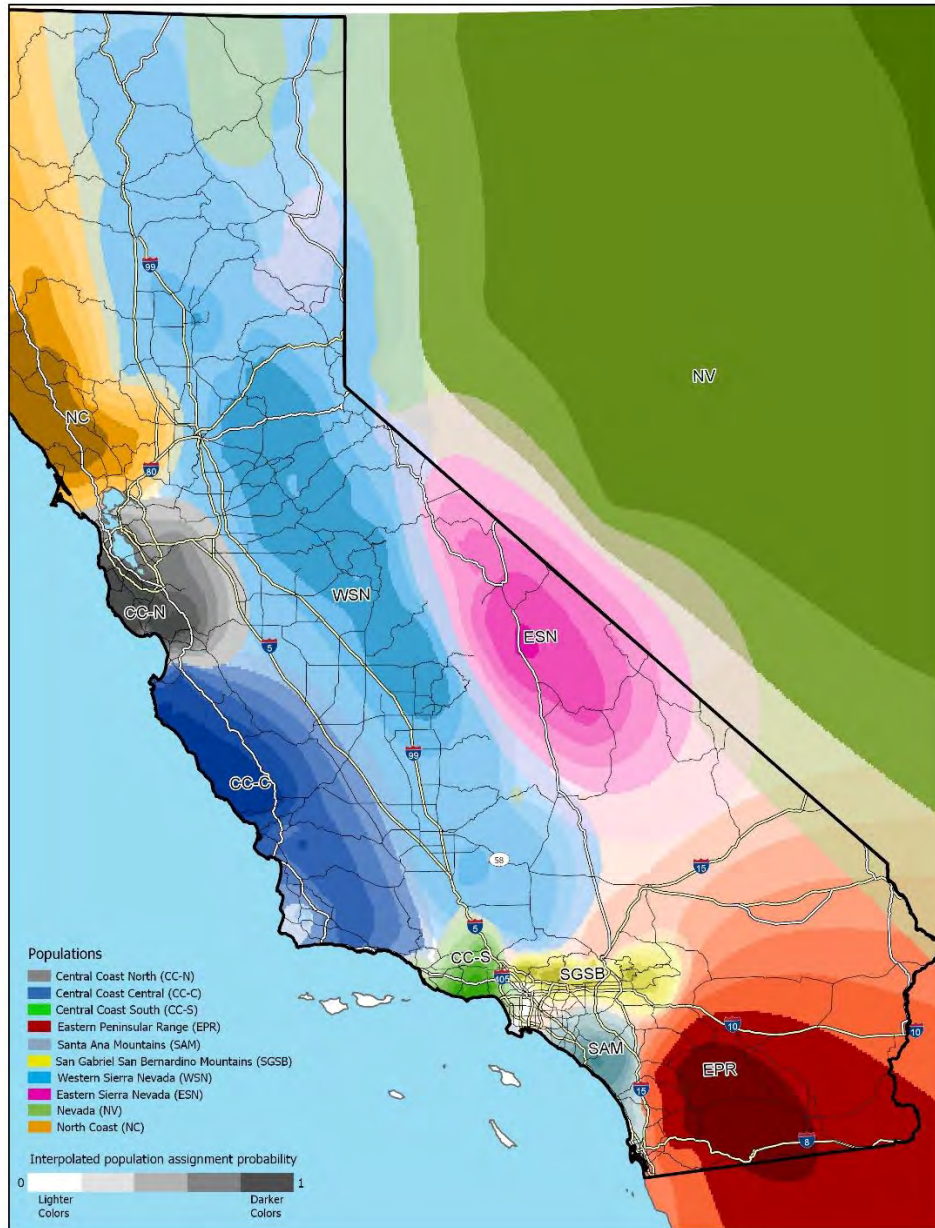 99
NV
NC
80
WSN
CC-N
ESN
5
99
CC-C
58
15
5
CC-S
405
SGSB
10
10
SAM
EPR
15
8
Populations
Central Coast North (CC-N)
Central Coast Central (CC-C)
Central Coast South (CC-S)
Eastern Peninsular Range (EPR)
Santa Ana Mountains (SAM)
San Gabriel San Bernardino Mountains (SGSB)
Western Sierra Nevada (WSN)
Eastern Sierra Nevada (ESN)
Nevada (NV)
North Coast (NC)
Interpolated population assignment probability
0 1
Lighter Darker
Colors Colors